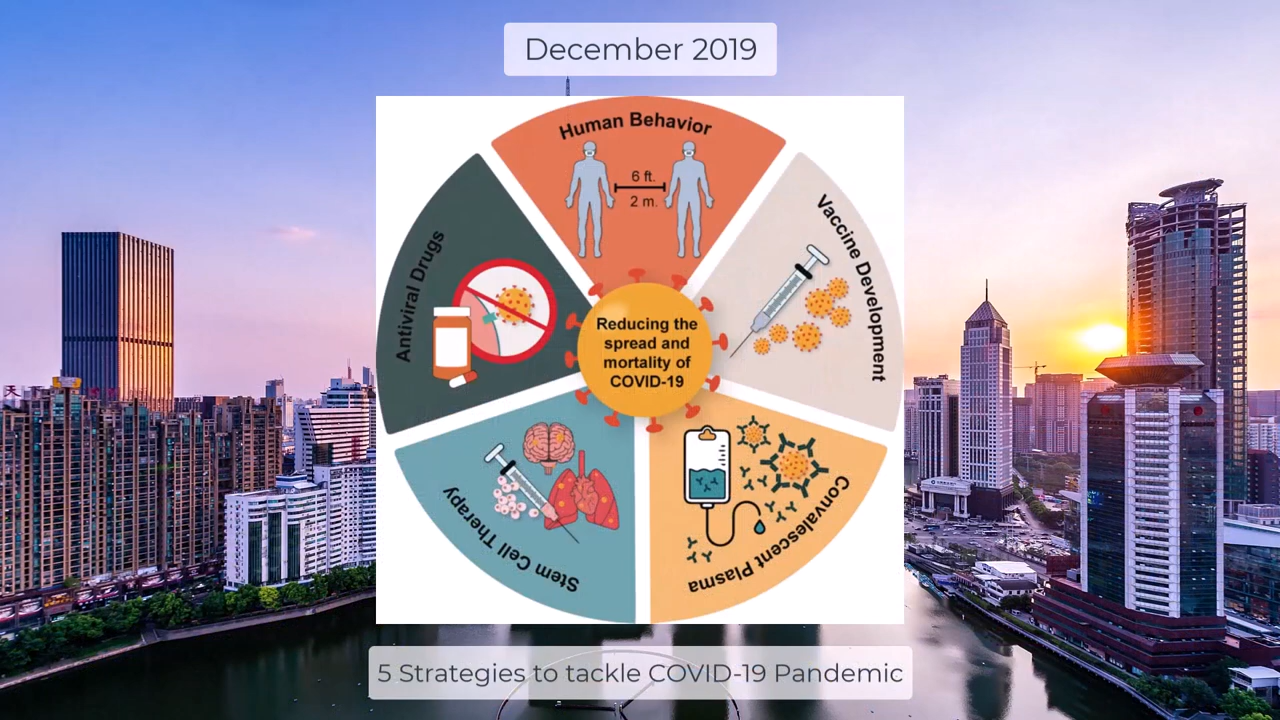 December 2019
Human Behavior
6 ft.
2 m.
Vaccine Development
Antiviral Drugs
Reducing the
spread and
mortality of
COVID-19
Stem Cell Therapy
Convalescent Plasma
5 Strategies to tackle COVID-19 Pandemic